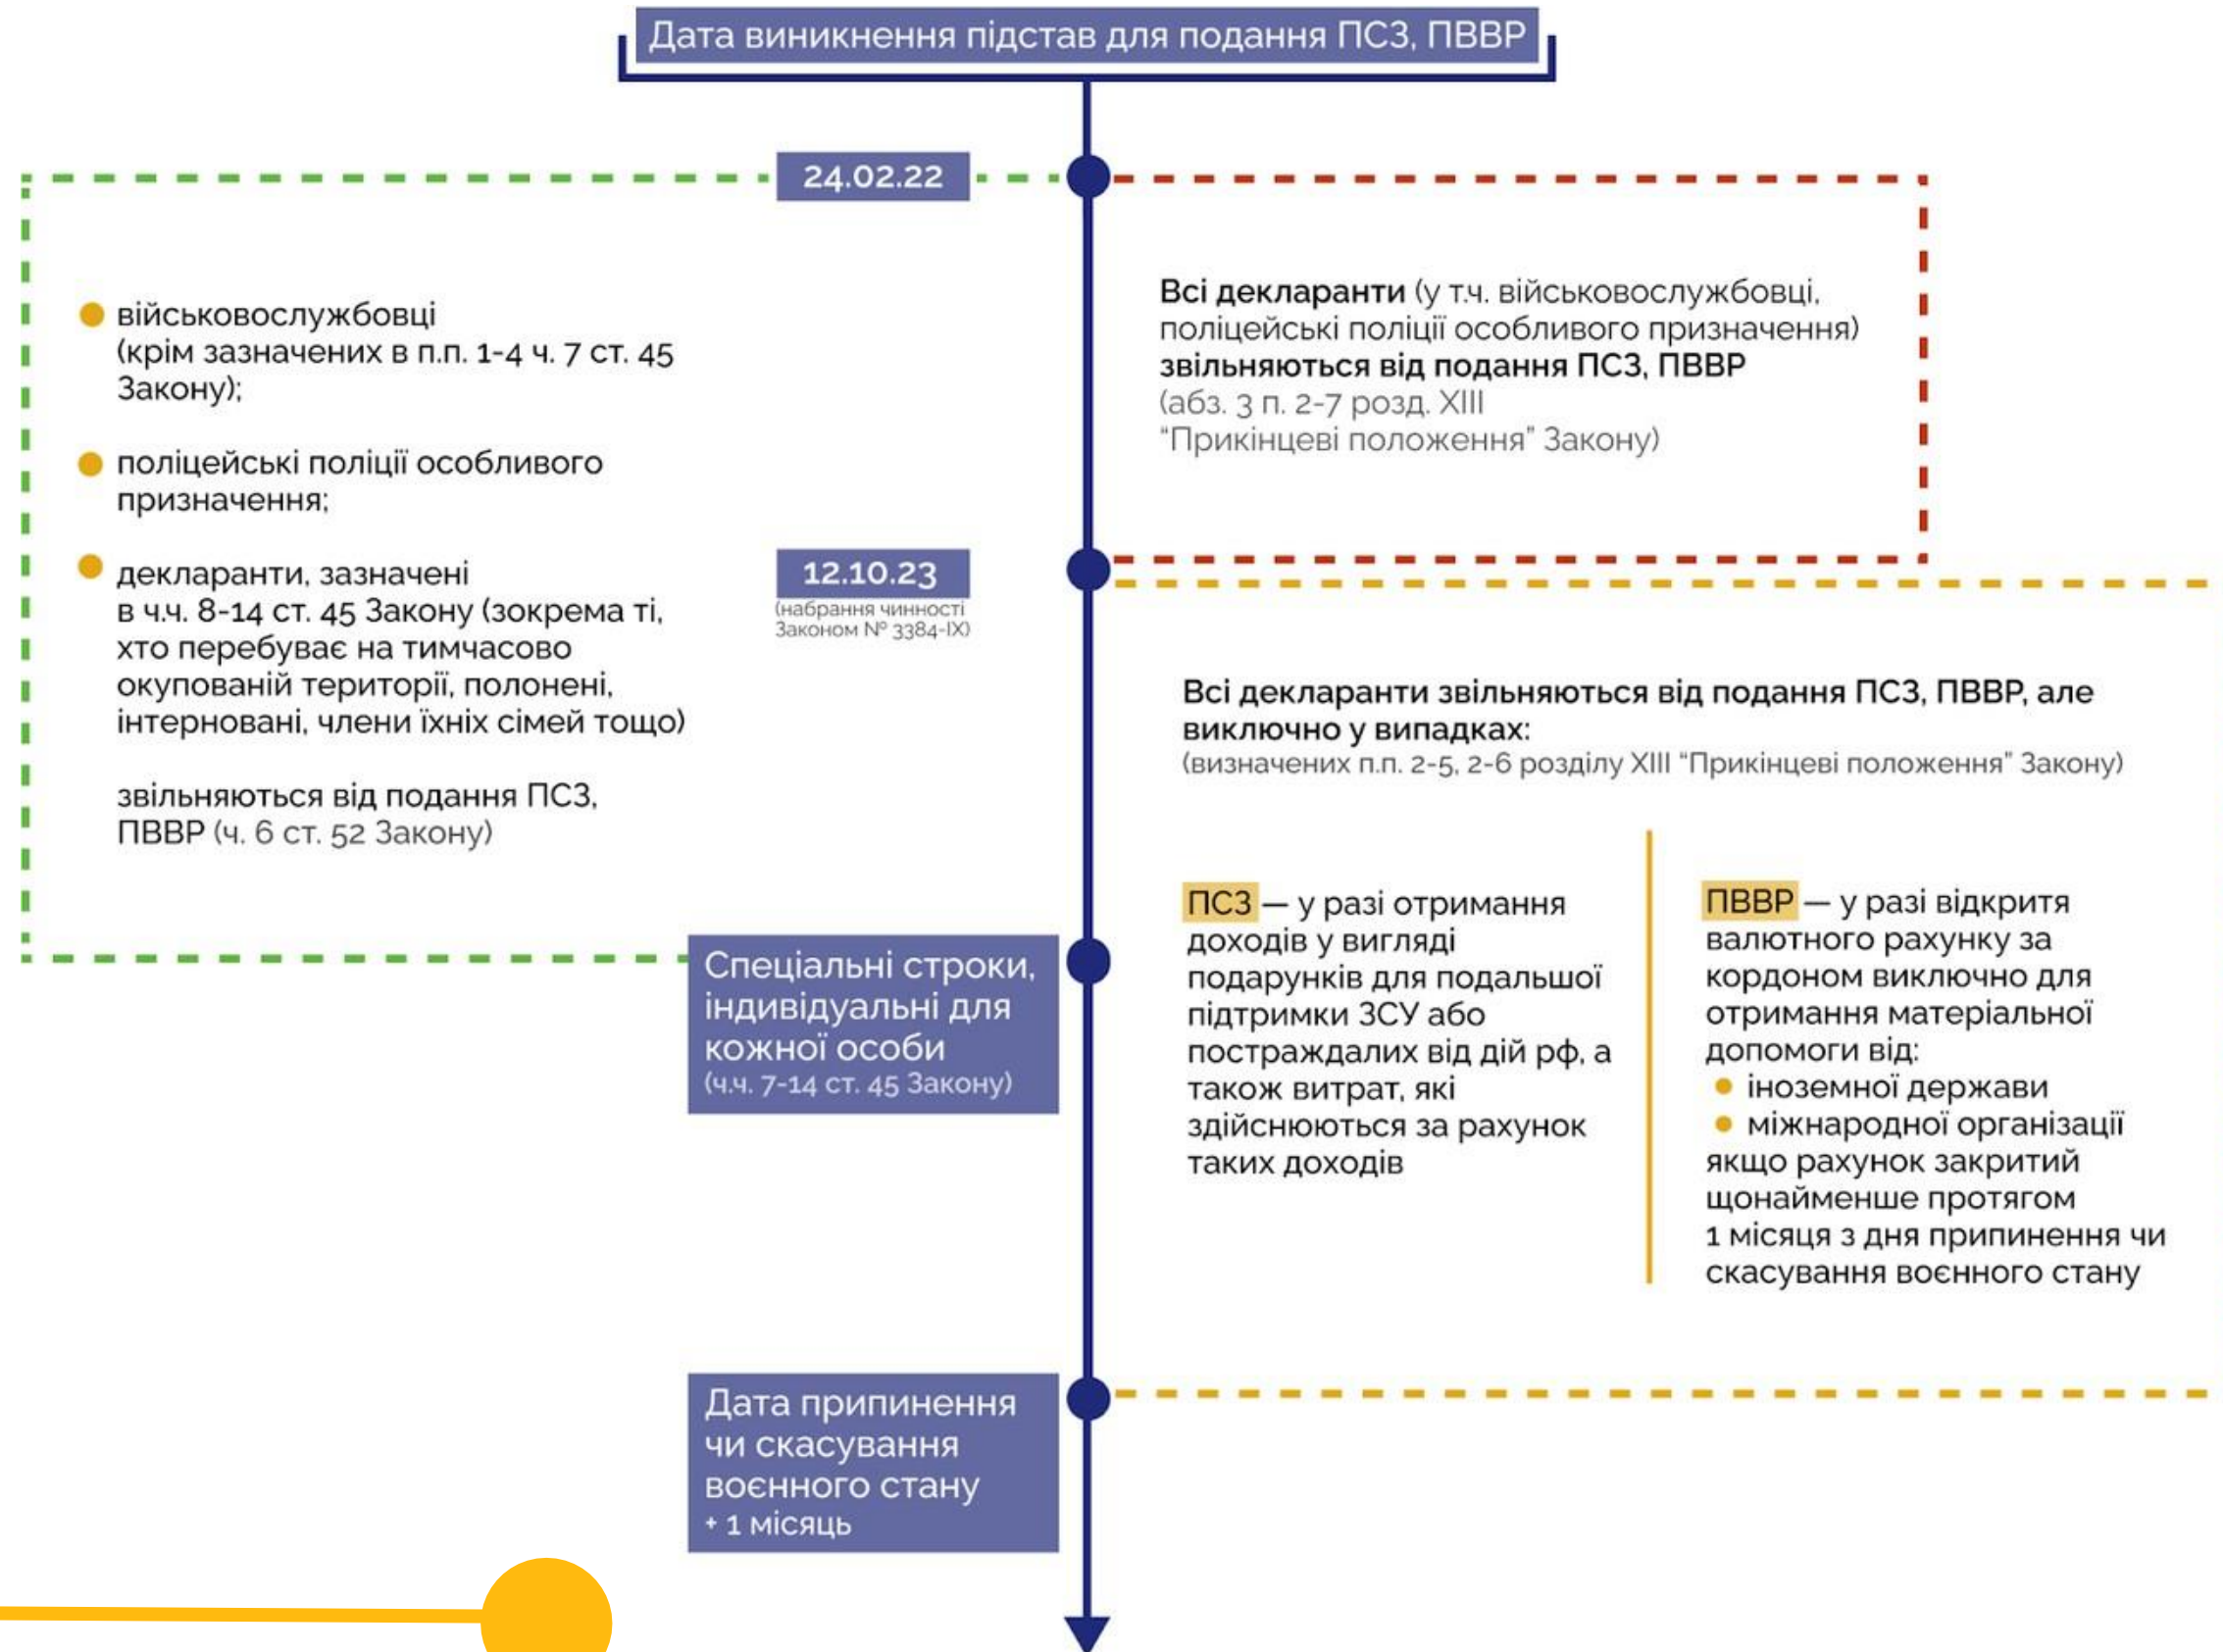 Дата виникнення підстав для подання ПСЗ, ПВВР
24.02.22
військовослужбовці
(крім зазначених в п.п. 1-4 ч. 7 ст. 45
Закону);
поліцейські поліції особливого
призначення;
декларанти, зазначені
в ч.ч. 8-14 ст. 45 Закону (зокрема ті,
хто перебуває на тимчасово
окупованій території, полонені,
інтерновані, члени їхніх сімей тощо)
звільняються від подання ПСЗ,
ПВВР (ч. 6 ст. 52 Закону)
Всі декларанти (у т.ч. військовослужбовці,
поліцейські поліції особливого призначення)
звільняються від подання ПСЗ, ПВВР
(абз. 3 п. 2-7 розд. XIII
“Прикінцеві положення” Закону)
12.10.23
(набрання чинності
Законом № 3384-IX)
Всі декларанти звільняються від подання ПСЗ, ПВВР, але
виключно у випадках:
(визначених п.п. 2-5, 2-6 розділу XIII “Прикінцеві положення” Закону)
ПСЗ — у разі отримання
доходів у вигляді
подарунків для подальшої
підтримки ЗСУ або
постраждалих від дій рф, а
також витрат, які
здійснюються за рахунок
таких доходів
ПВВР — у разі відкритя
валютного рахунку за
кордоном виключно для
отримання матеріальної
допомоги від:
іноземної держави
міжнародної організації
якщо рахунок закритий
щонайменше протягом
1 місяця з дня припинення чи
скасування воєнного стану
Спеціальні строки,
індивідуальні для
кожної особи
(ч.ч. 7-14 ст. 45 Закону)
Дата припинення
чи скасування
воєнного стану
+ 1 місяць